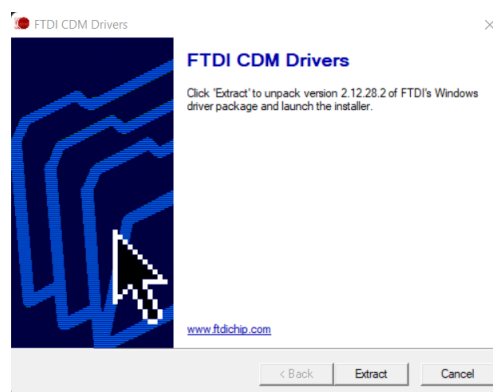 FTDI CDM Drivers
FTDI CDM Drivers
Click 'Extract' to unpack version 2.12.28.2 of FTDI's Windows
driver package and launch the installer.
www.ftdichip.com
< Back Extract Cancel